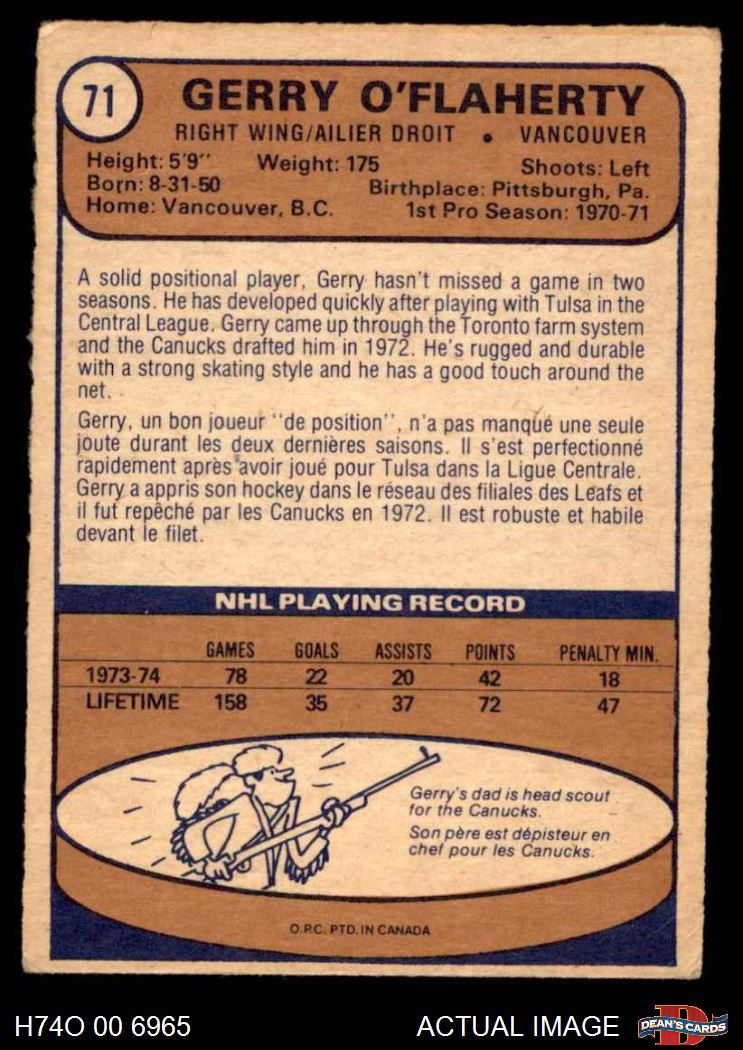 71
GERRY O'FLAHERTY
RIGHT WING/AILIER DROIT • VANCOUVER
Height: 5'9" Weight: 175 Shoots: Left
Born: 8-31-50 Birthplace: Pittsburgh, Pa.
Home: Vancouver, B.C. 1st Pro Season: 1970-71
A solid positional player, Gerry hasn't missed a game in two
seasons. He has developed quickly after playing with Tulsa in the
Central League. Gerry came up through the Toronto farm system
and the Canucks drafted him in 1972. He's rugged and durable
with a strong skating style and he has a good touch around the
net.
Gerry, un bon joueur "de position", n'a pas manqué une seule
joute durant les deux dernières saisons. Il s'est perfectionné
rapidement après avoir joué pour Tulsa dans la Ligue Centrale.
Gerry a appris son hockey dans le réseau des filiales des Leafs et
il fut repêché par les Canucks en 1972. Il est robuste et habile
devant le filet.
NHL PLAYING RECORD
GAMES GOALS ASSISTS POINTS PENALTY MIN.
1973-74 78 22 20 42 18
LIFETIME 158 35 37 72 47
Gerry's dad is head scout
for the Canucks.
Son père est dépisteur en
chef pour les Canucks.
O.P.C. PTD. IN CANADA
H74O 00 6965 ACTUAL IMAGE D DEAN'S CARDS